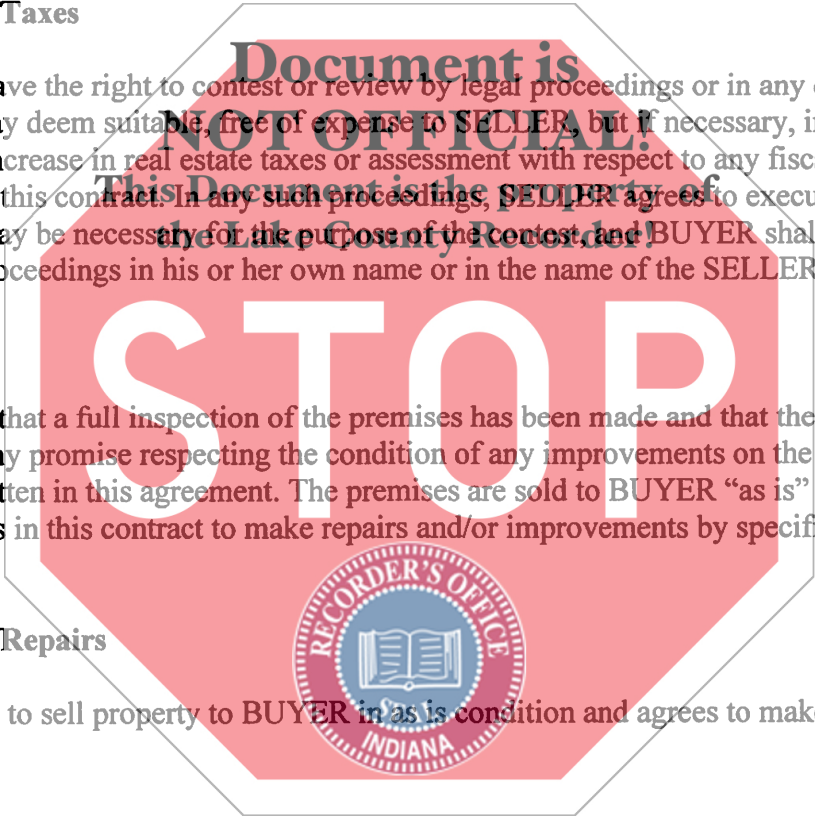 Taxes
Document is
ave the right to contest or review by legal proceedings or in any
y deem suitable, free of expense to SELLER, but if necessary, i
NOT OFFICIAL!
crease in real estate taxes or assessment with respect to any fisc
This Document is the property of
this contract. In any such proceedings, SELLER agrees to execu
the Lake County Recorder!
ay be necessary for the purpose of the contest, and BUYER shal
oceedings in his or her own name or in the name of the SELLER
STOP
that a full inspection of the premises has been made and that the
y promise respecting the condition of any improvements on the
tten in this agreement. The premises are sold to BUYER “as is”
s in this contract to make repairs and/or improvements by specifi
RECORDER'S OFFICE
Repairs
to sell property to BUYER in as is condition and agrees to mak
INDIANA